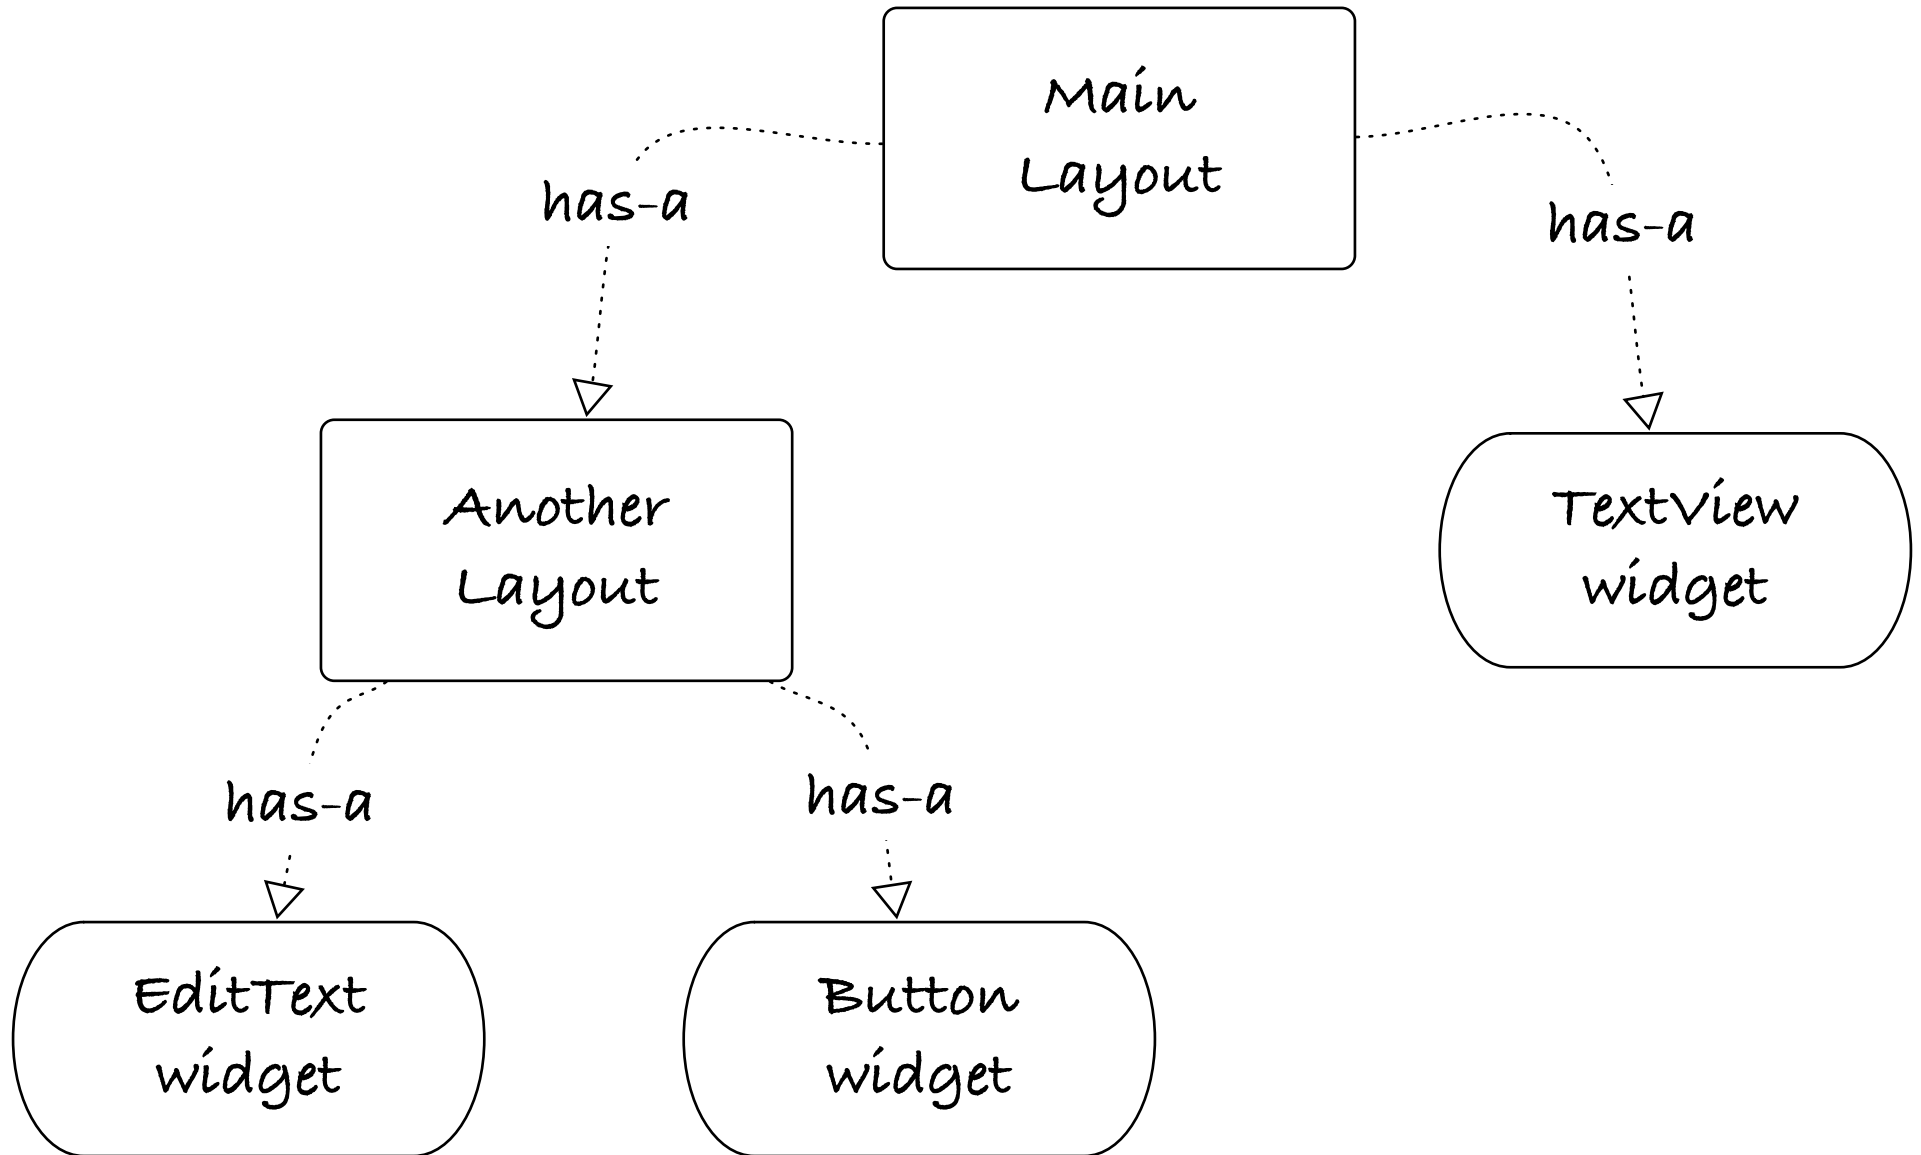 Main
Layout
has-a
has-a
Another
Layout
TextView
widget
has-a
has-a
EditText
widget
Button
widget